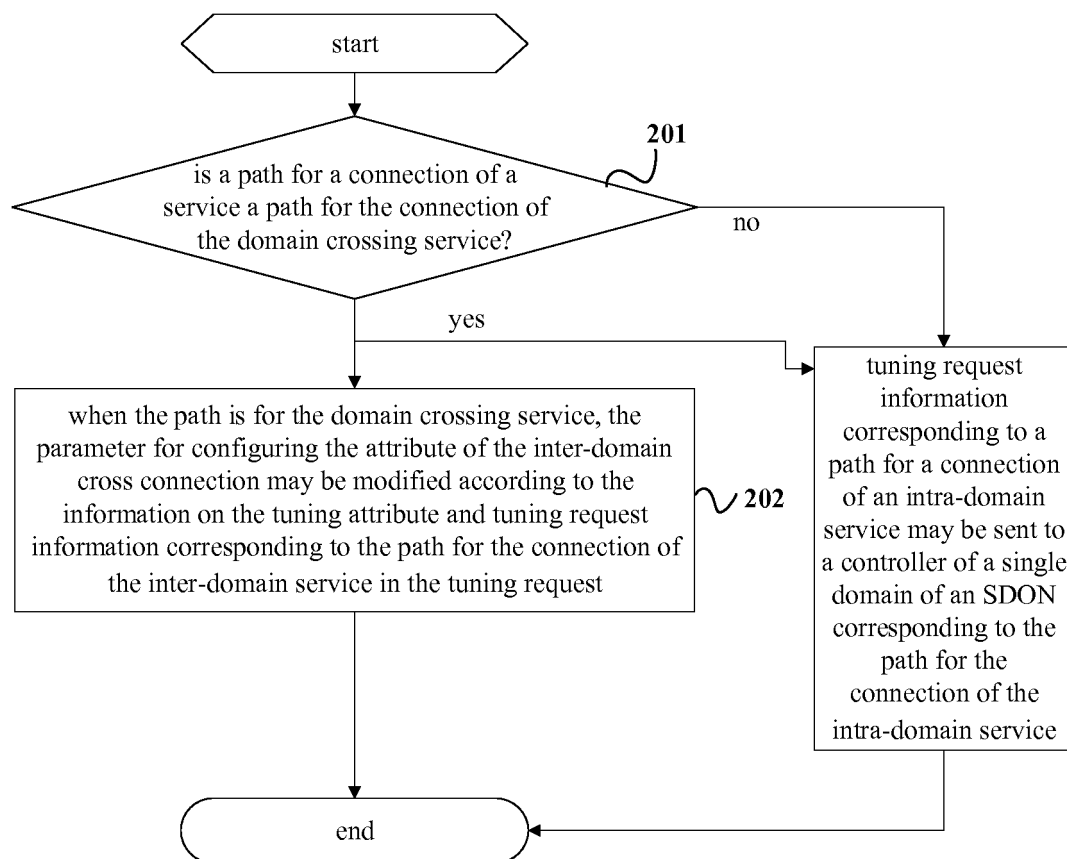 start
201
is a path for a connection of a
service a path for the connection of
the domain crossing service?
no
yes
when the path is for the domain crossing service, the
parameter for configuring the attribute of the inter-domain
cross connection may be modified according to the
information on the tuning attribute and tuning request
information corresponding to the path for the connection of
the inter-domain service in the tuning request
202
tuning request
information
corresponding to a
path for a connection
of an intra-domain
service may be sent to
a controller of a single
domain of an SDON
corresponding to the
path for the
connection of the
intra-domain service
end